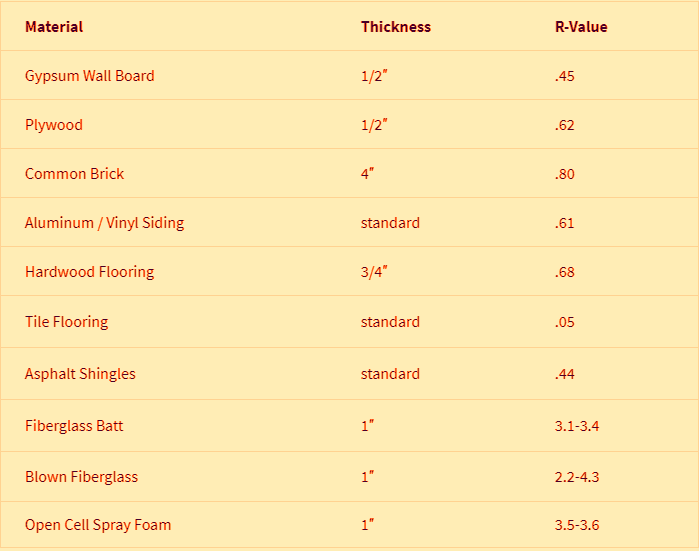 Material Thickness R-Value
Gypsum Wall Board 1/2″ .45
Plywood 1/2″ .62
Common Brick 4″ .80
Aluminum / Vinyl Siding standard .61
Hardwood Flooring 3/4″ .68
Tile Flooring standard .05
Asphalt Shingles standard .44
Fiberglass Batt 1″ 3.1-3.4
Blown Fiberglass 1″ 2.2-4.3
Open Cell Spray Foam 1″ 3.5-3.6